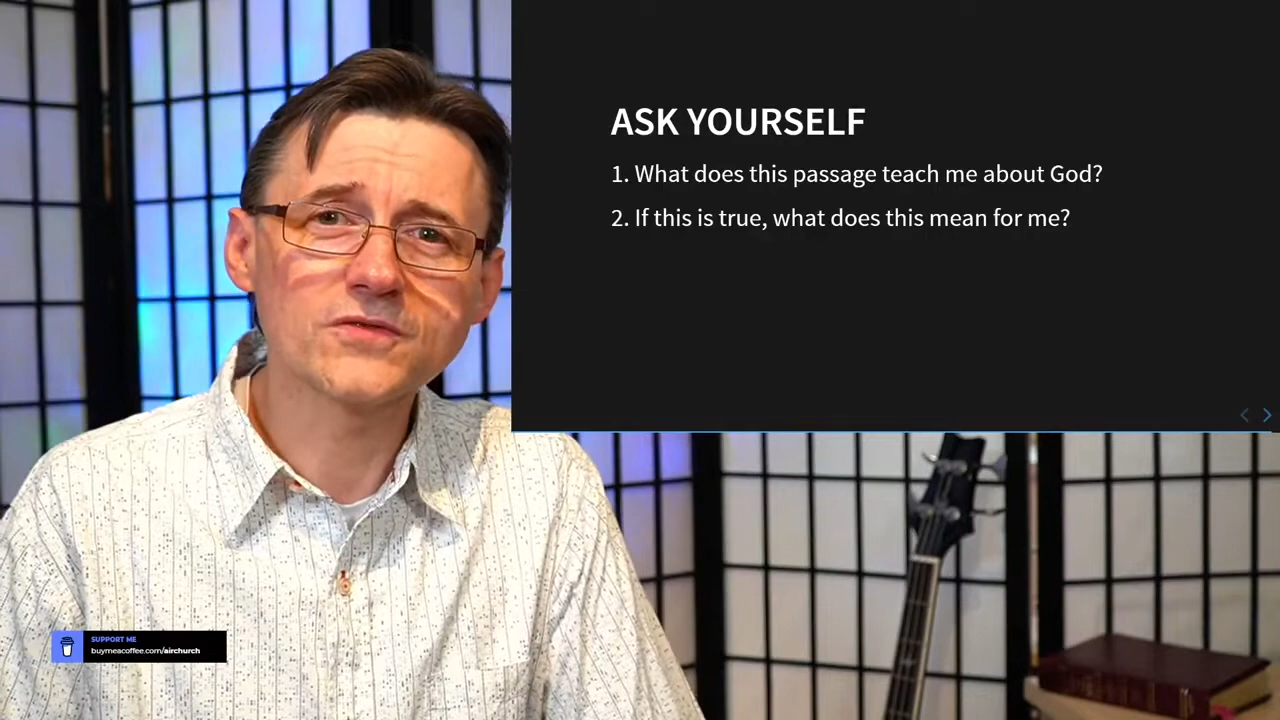 ASK YOURSELF
1. What does this passage teach me about God?
2. If this is true, what does this mean for me?
SUPPORT ME
buymeacoffee.com/airchurch